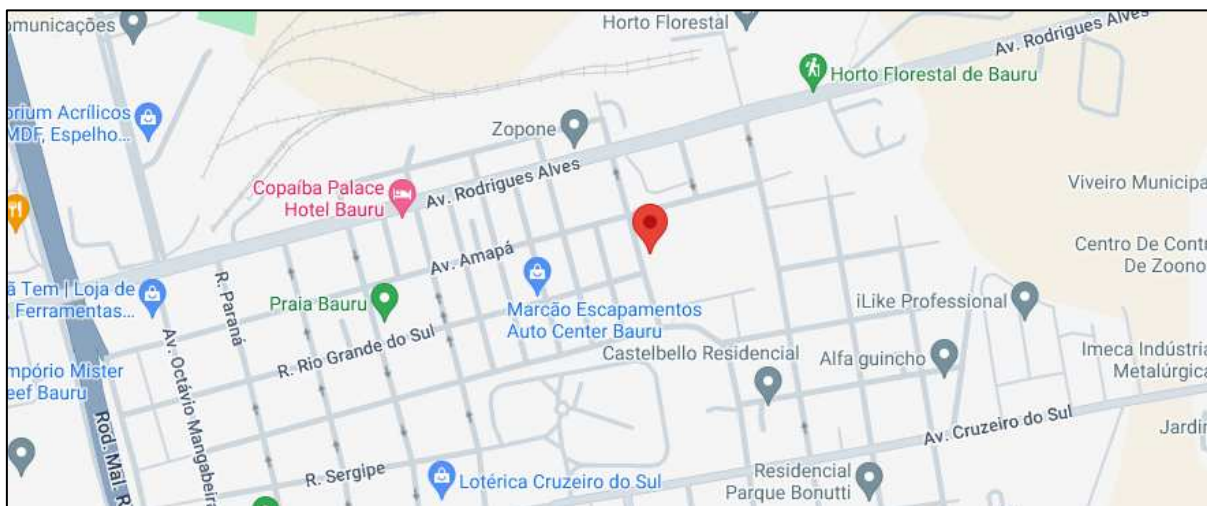 omunicações
Horto Florestal
Av. Rodrigues Alves
Horto Florestal de Bauru
orium Acrílicos
MDF, Espelho...
Zopone
Copaíba Palace
Hotel Bauru
Av. Rodrigues Alves
Viveiro Municipa
Av. Amapá
Centro De Contr
De Zoono
ã Tem | Loja de
Ferramentas...
R. Paraná
Praia Bauru
Marcão Escapamentos
Auto Center Bauru
iLike Professional
R. Rio Grande do Sul
Castelbello Residencial
Alfa guincho
Imeca Indústria
Metalúrgica
mpório Mister
eef Bauru
Av. Octávio Mangabeira
Rod. Mal. R
Av. Cruzeiro do Sul
Jardin
R. Sergipe
Lotérica Cruzeiro do Sul
Residencial
Parque Bonutti